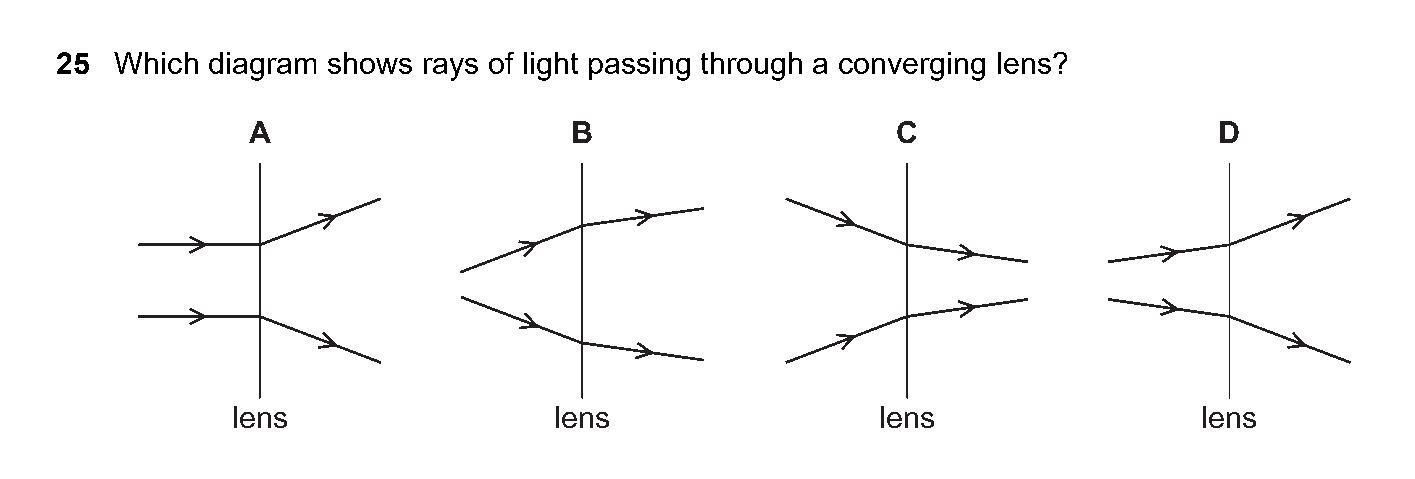 25 Which diagram shows rays of light passing through a converging lens?
A B C D
lens lens lens lens